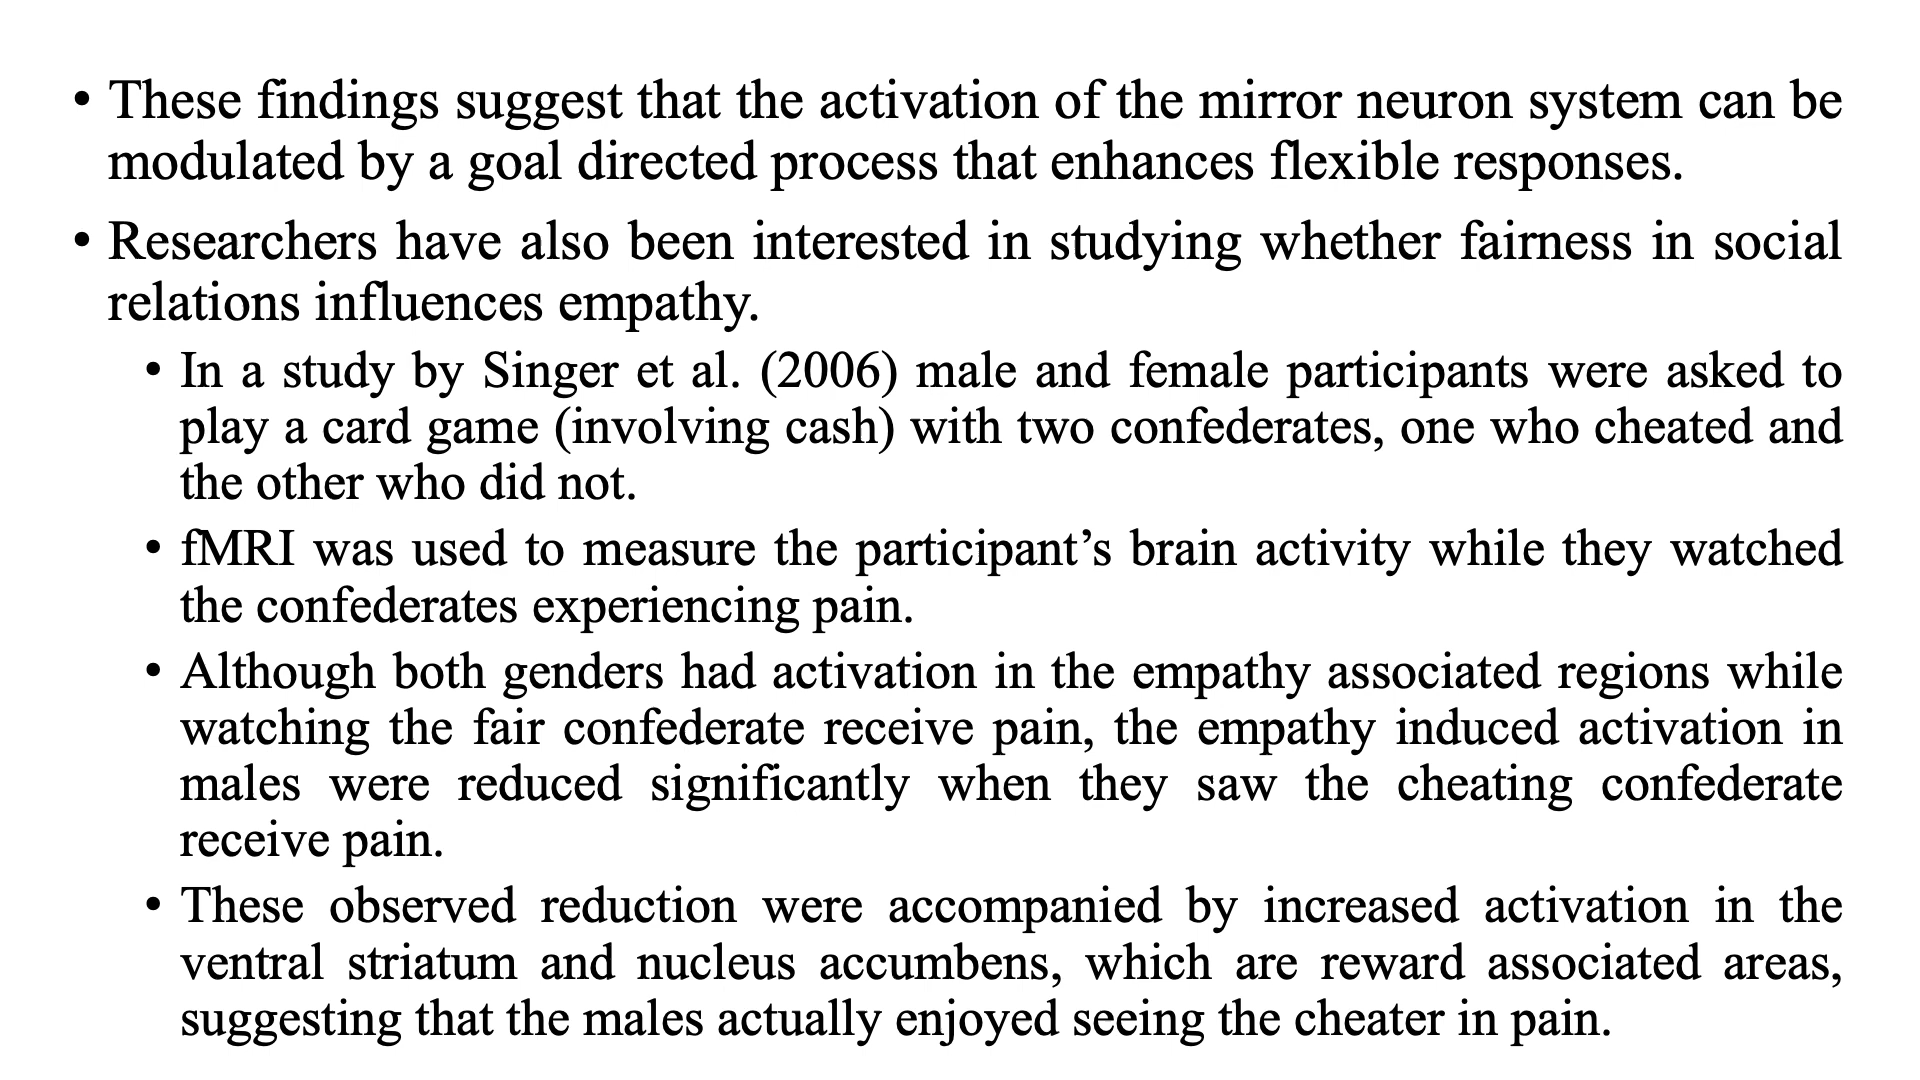 • These findings suggest that the activation of the mirror neuron system can be
modulated by a goal directed process that enhances flexible responses.
• Researchers have also been interested in studying whether fairness in social
relations influences empathy.
• In a study by Singer et al. (2006) male and female participants were asked to
play a card game (involving cash) with two confederates, one who cheated and
the other who did not.
• fMRI was used to measure the participant’s brain activity while they watched
the confederates experiencing pain.
• Although both genders had activation in the empathy associated regions while
watching the fair confederate receive pain, the empathy induced activation in
males were reduced significantly when they saw the cheating confederate
receive pain.
• These observed reduction were accompanied by increased activation in the
ventral striatum and nucleus accumbens, which are reward associated areas,
suggesting that the males actually enjoyed seeing the cheater in pain.